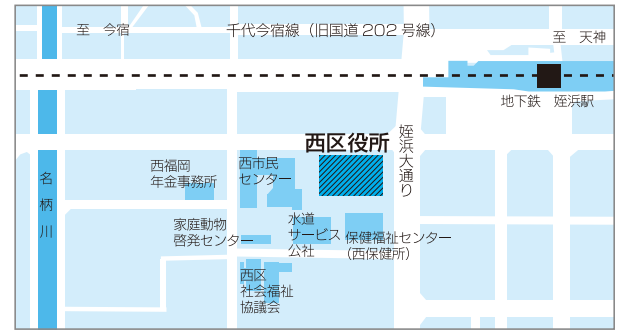 至　今宿
千代今宿線（旧国道202号線）
至　天神
地下鉄　姪浜駅
西区役所
姪浜大通り
西市民
センター
西福岡
年金事務所
名柄川
家庭動物
啓発センター
水道
サービス
公社
保健福祉センター
（西保健所）
西区
社会福祉
協議会